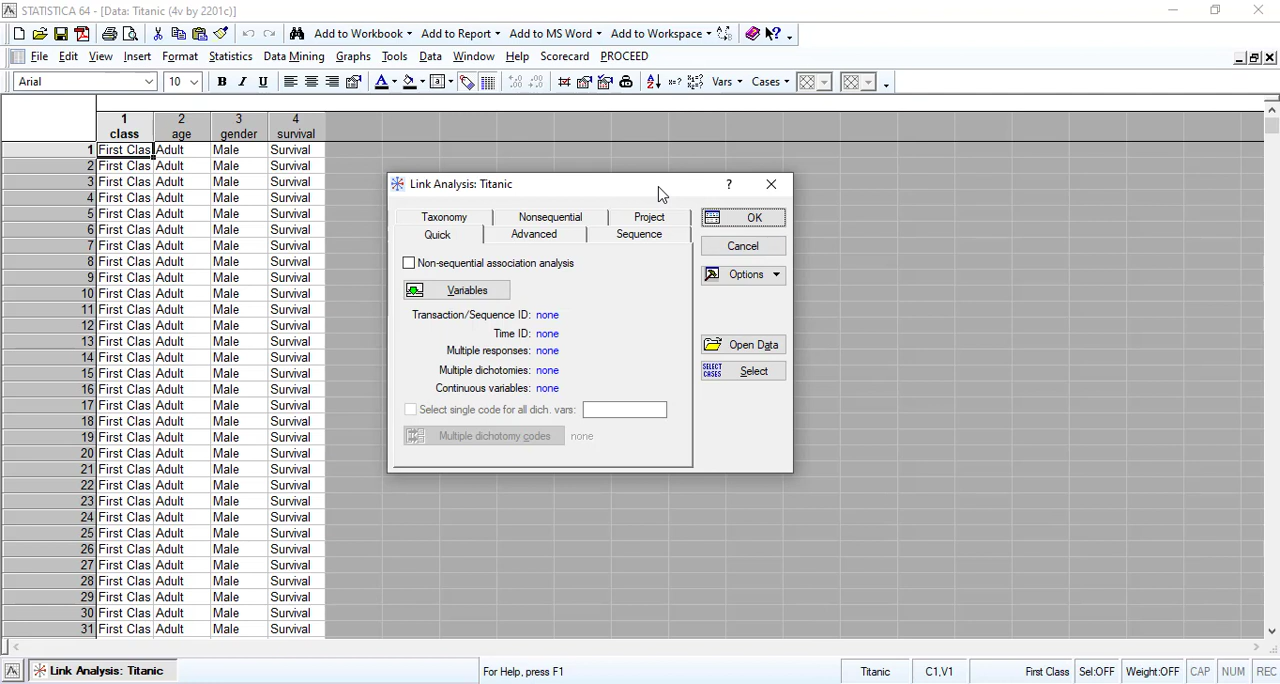 STATISTICA 64 - [Data: Titanic (4v by 2201c)]
Add to Workbook Add to Report Add to MS Word Add to Workspace
File Edit View Insert Format Statistics Data Mining Graphs Tools Data Window Help Scorecard PROCEED
Arial 10 B I U Vars Cases
1 2 3 4
class age gender survival
1 First Clas Adult Male Survival
2 First Clas Adult Male Survival
3 First Clas Adult Male Survival
4 First Clas Adult Male Survival
5 First Clas Adult Male Survival
6 First Clas Adult Male Survival
7 First Clas Adult Male Survival
8 First Clas Adult Male Survival
9 First Clas Adult Male Survival
10 First Clas Adult Male Survival
11 First Clas Adult Male Survival
12 First Clas Adult Male Survival
13 First Clas Adult Male Survival
14 First Clas Adult Male Survival
15 First Clas Adult Male Survival
16 First Clas Adult Male Survival
17 First Clas Adult Male Survival
18 First Clas Adult Male Survival
19 First Clas Adult Male Survival
20 First Clas Adult Male Survival
21 First Clas Adult Male Survival
22 First Clas Adult Male Survival
23 First Clas Adult Male Survival
24 First Clas Adult Male Survival
25 First Clas Adult Male Survival
26 First Clas Adult Male Survival
27 First Clas Adult Male Survival
28 First Clas Adult Male Survival
29 First Clas Adult Male Survival
30 First Clas Adult Male Survival
31 First Clas Adult Male Survival
Link Analysis: Titanic
Taxonomy Nonsequential Project
Quick Advanced Sequence
Non-sequential association analysis
Variables
Transaction/Sequence ID: none
Time ID: none
Multiple responses: none
Multiple dichotomies: none
Continuous variables: none
Select single code for all dich. vars:
Multiple dichotomy codes none
OK
Cancel
Options
Open Data
SELECT CASES Select
Link Analysis: Titanic For Help, press F1 Titanic C1,V1 First Class Sel:OFF Weight:OFF CAP NUM REC